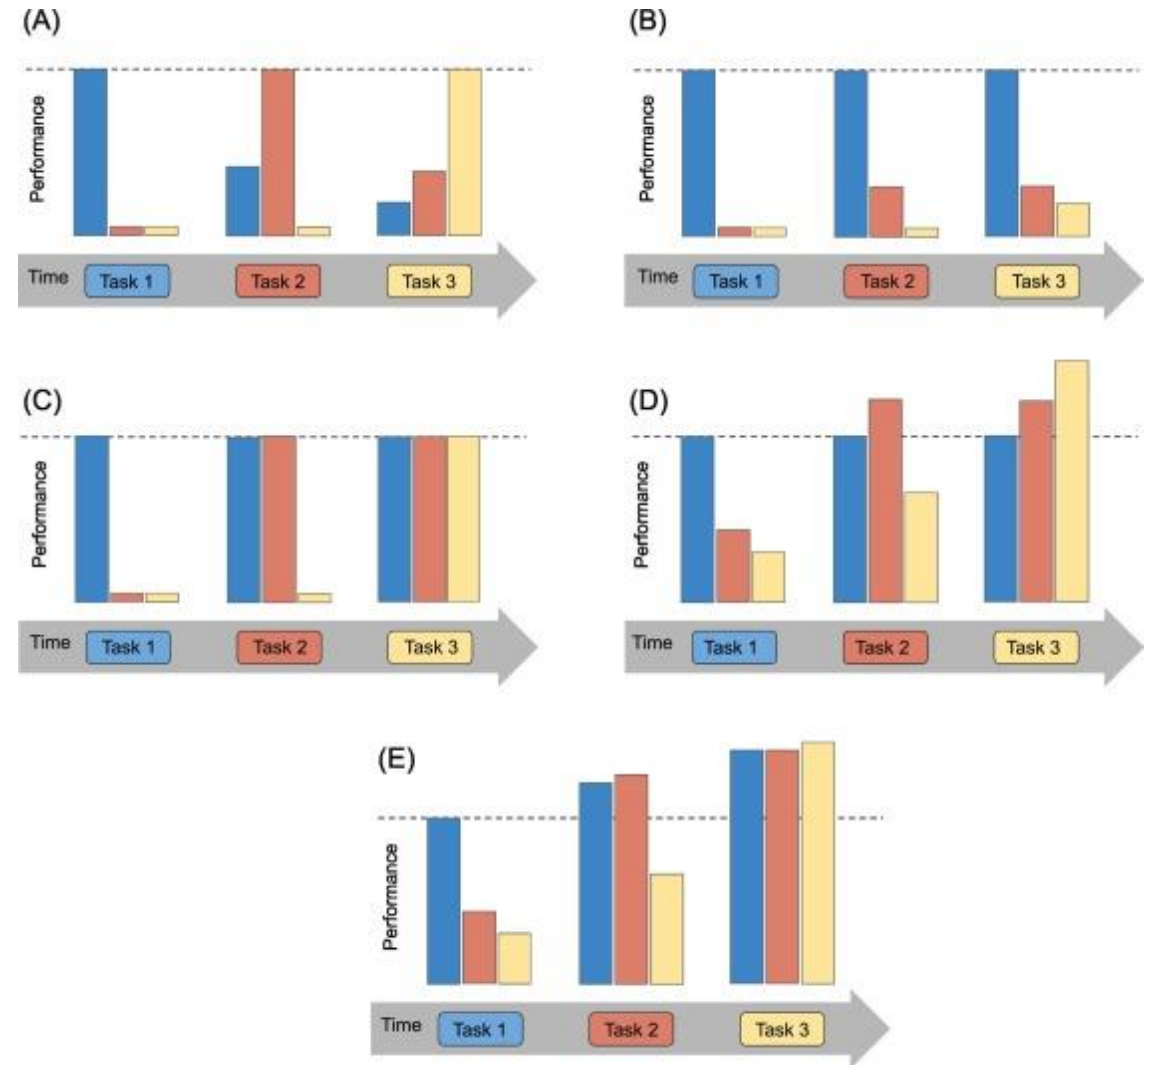 (A)
Performance
Time
Task 1
Task 2
Task 3
(B)
Performance
Time
Task 1
Task 2
Task 3
(C)
Performance
Time
Task 1
Task 2
Task 3
(D)
Performance
Time
Task 1
Task 2
Task 3
(E)
Performance
Time
Task 1
Task 2
Task 3